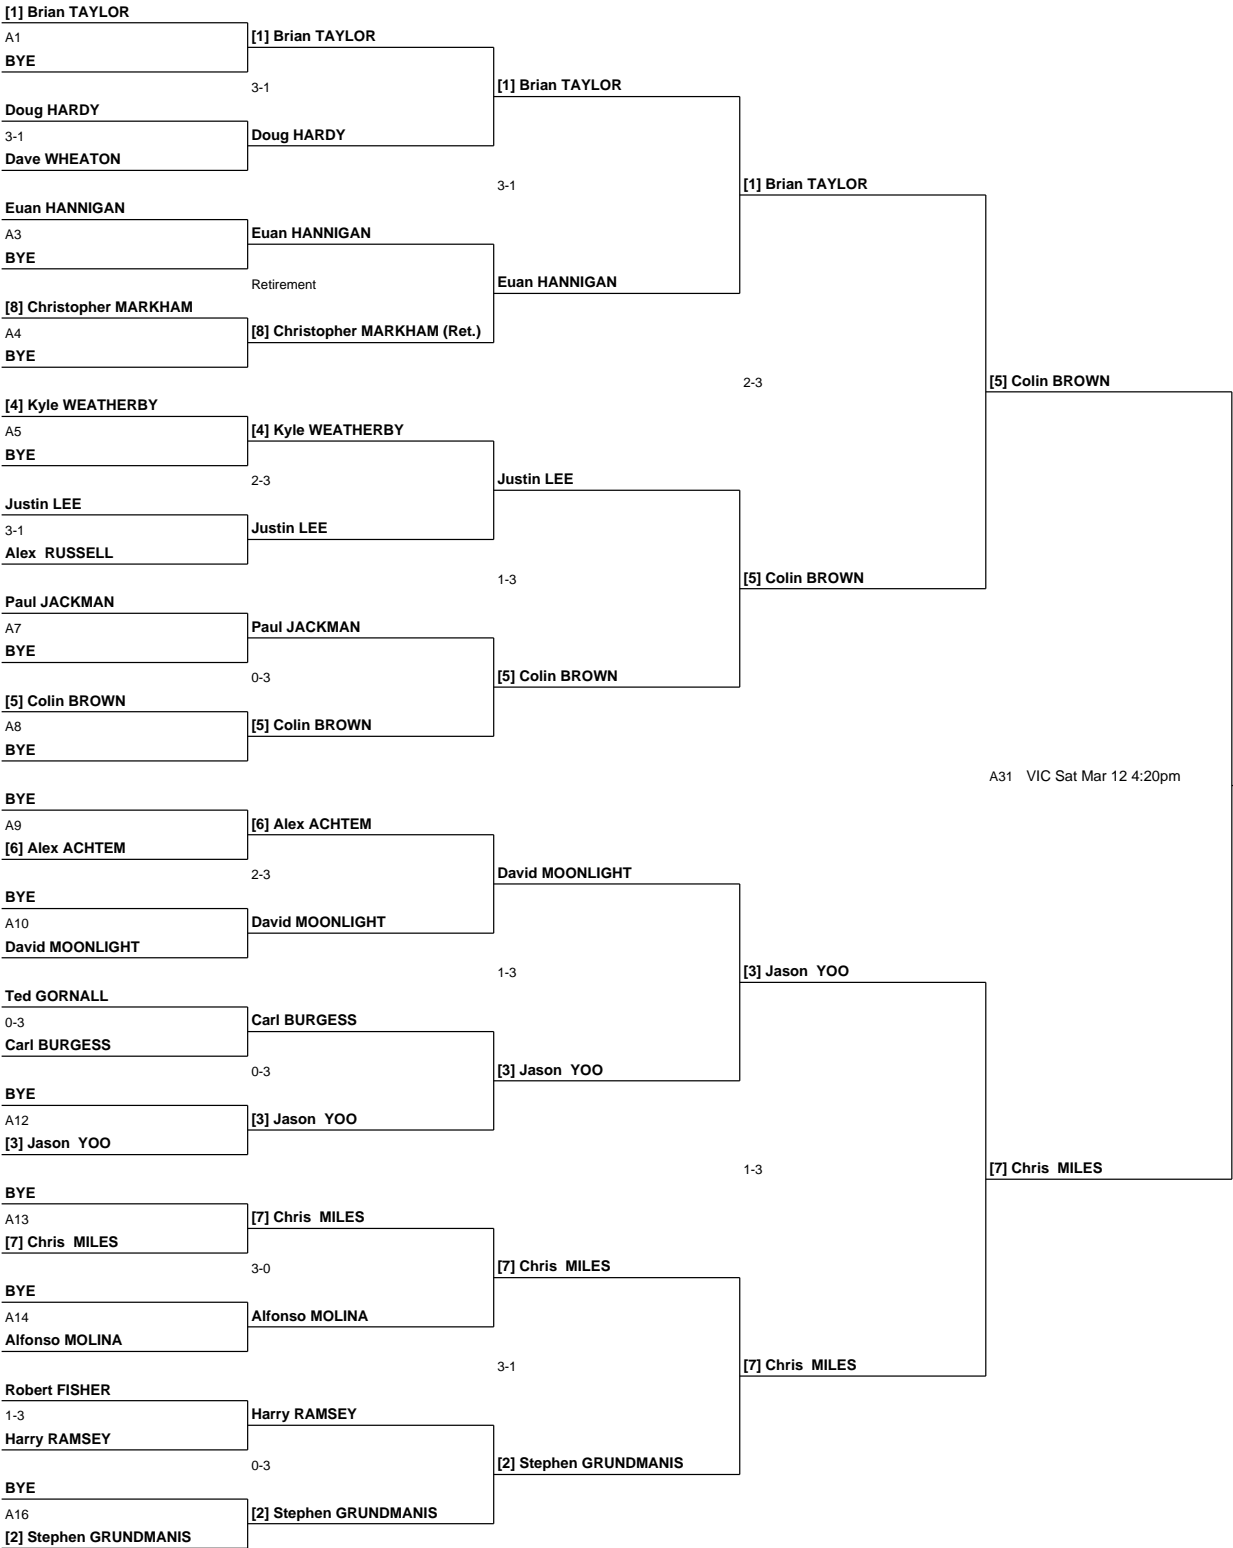 [1] Brian TAYLOR
A1
BYE
[1] Brian TAYLOR
3-1
Doug HARDY
3-1
Dave WHEATON
Doug HARDY
[1] Brian TAYLOR
3-1
Euan HANNIGAN
A3
BYE
Euan HANNIGAN
Retirement
[8] Christopher MARKHAM
A4
BYE
[8] Christopher MARKHAM (Ret.)
Euan HANNIGAN
[1] Brian TAYLOR
2-3
[4] Kyle WEATHERBY
A5
BYE
[4] Kyle WEATHERBY
2-3
Justin LEE
3-1
Alex RUSSELL
Justin LEE
Justin LEE
1-3
Paul JACKMAN
A7
BYE
Paul JACKMAN
0-3
[5] Colin BROWN
A8
BYE
[5] Colin BROWN
[5] Colin BROWN
[5] Colin BROWN
[5] Colin BROWN
A31 VIC Sat Mar 12 4:20pm
BYE
A9
[6] Alex ACHTEM
[6] Alex ACHTEM
2-3
BYE
A10
David MOONLIGHT
David MOONLIGHT
David MOONLIGHT
1-3
Ted GORNALL
0-3
Carl BURGESS
Carl BURGESS
0-3
BYE
A12
[3] Jason YOO
[3] Jason YOO
[3] Jason YOO
[3] Jason YOO
1-3
BYE
A13
[7] Chris MILES
[7] Chris MILES
3-0
BYE
A14
Alfonso MOLINA
Alfonso MOLINA
[7] Chris MILES
3-1
Robert FISHER
1-3
Harry RAMSEY
Harry RAMSEY
0-3
BYE
A16
[2] Stephen GRUNDMANIS
[2] Stephen GRUNDMANIS
[2] Stephen GRUNDMANIS
[7] Chris MILES
[7] Chris MILES